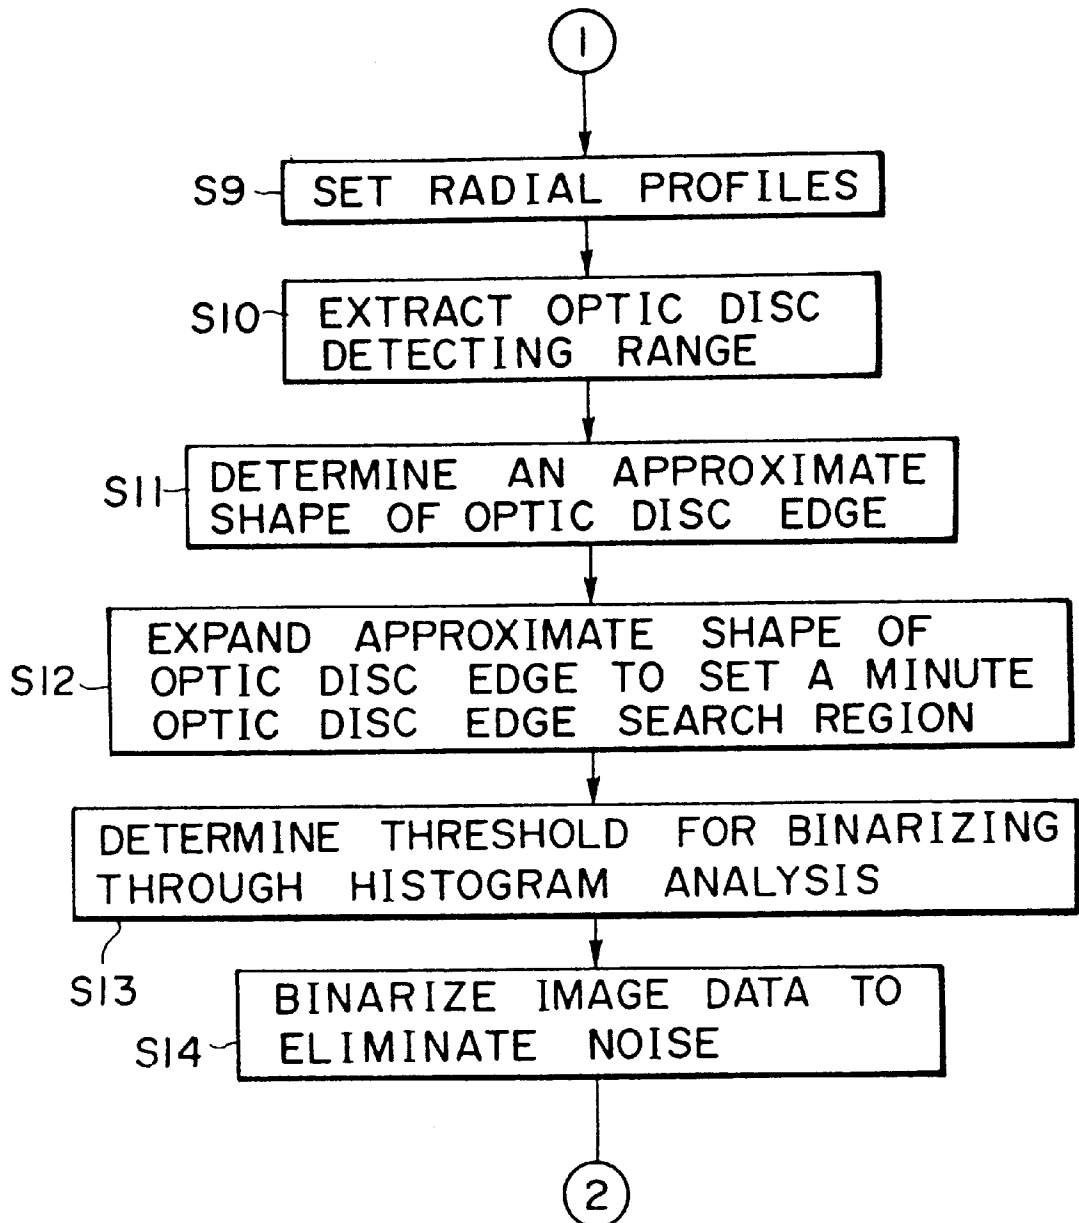 1
S9
SET RADIAL PROFILES
S10
EXTRACT OPTIC DISC
DETECTING RANGE
S11
DETERMINE AN APPROXIMATE
SHAPE OF OPTIC DISC EDGE
S12
EXPAND APPROXIMATE SHAPE OF
OPTIC DISC EDGE TO SET A MINUTE
OPTIC DISC EDGE SEARCH REGION
DETERMINE THRESHOLD FOR BINARIZING
THROUGH HISTOGRAM ANALYSIS
S13
BINARIZE IMAGE DATA TO
ELIMINATE NOISE
S14
2